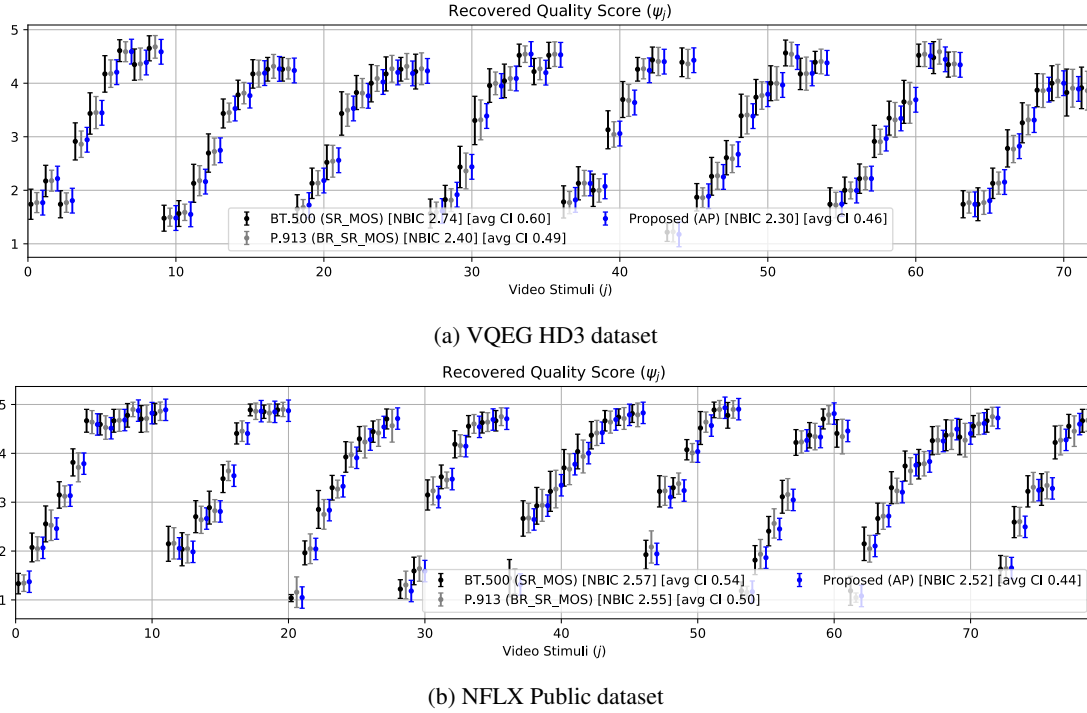 Recovered Quality Score (ψj)
5
4
3
2
1
BT.500 (SR_MOS) [NBIC 2.74] [avg CI 0.60]
P.913 (BR_SR_MOS) [NBIC 2.40] [avg CI 0.49]
Proposed (AP) [NBIC 2.30] [avg CI 0.46]
0 10 20 30 40 50 60 70
Video Stimuli (j)
(a) VQEG HD3 dataset
Recovered Quality Score (ψj)
5
4
3
2
1
BT.500 (SR_MOS) [NBIC 2.57] [avg CI 0.54]
P.913 (BR_SR_MOS) [NBIC 2.55] [avg CI 0.50]
Proposed (AP) [NBIC 2.52] [avg CI 0.44]
0 10 20 30 40 50 60 70
Video Stimuli (j)
(b) NFLX Public dataset